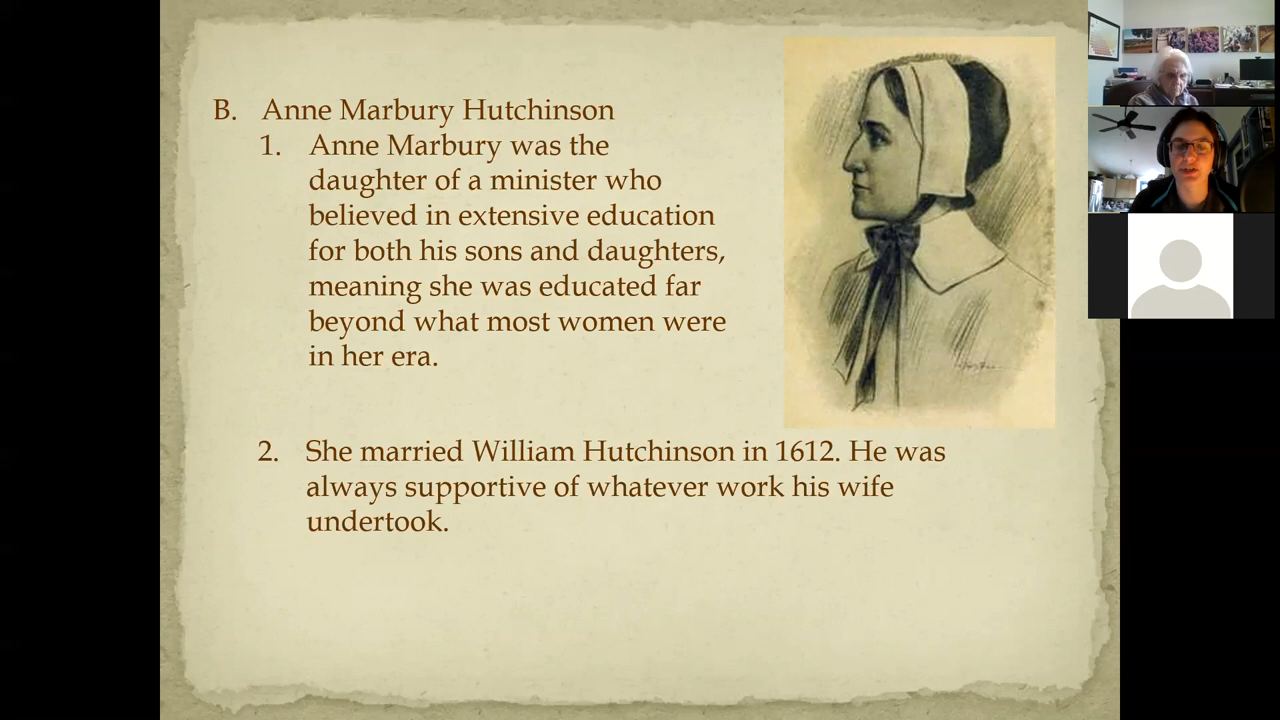 B. Anne Marbury Hutchinson
1. Anne Marbury was the
daughter of a minister who
believed in extensive education
for both his sons and daughters,
meaning she was educated far
beyond what most women were
in her era.
2. She married William Hutchinson in 1612. He was
always supportive of whatever work his wife
undertook.